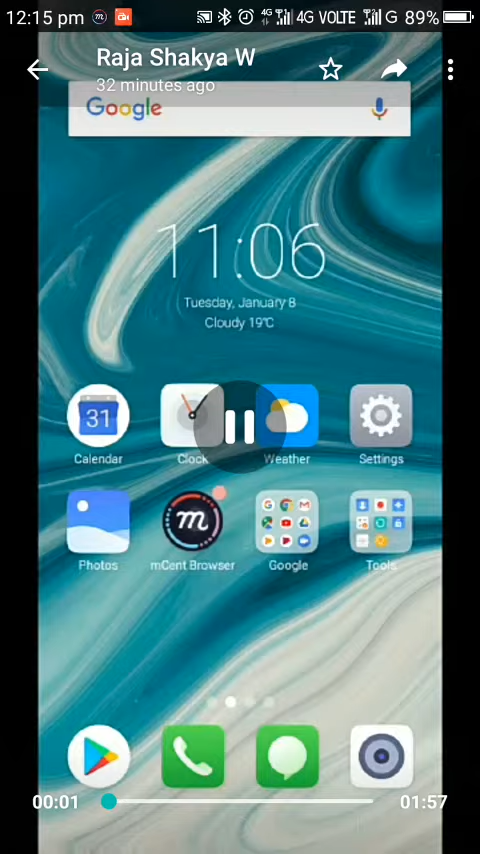 12:15 pm
4G
4G VOLTE
G 89%
Raja Shakya W
32 minutes ago
Google
11:06
Tuesday, January 8
Cloudy 19°C
31
Calendar
Clock
Weather
Settings
m
Photos
mCent Browser
Google
Tools
00:01
01:57